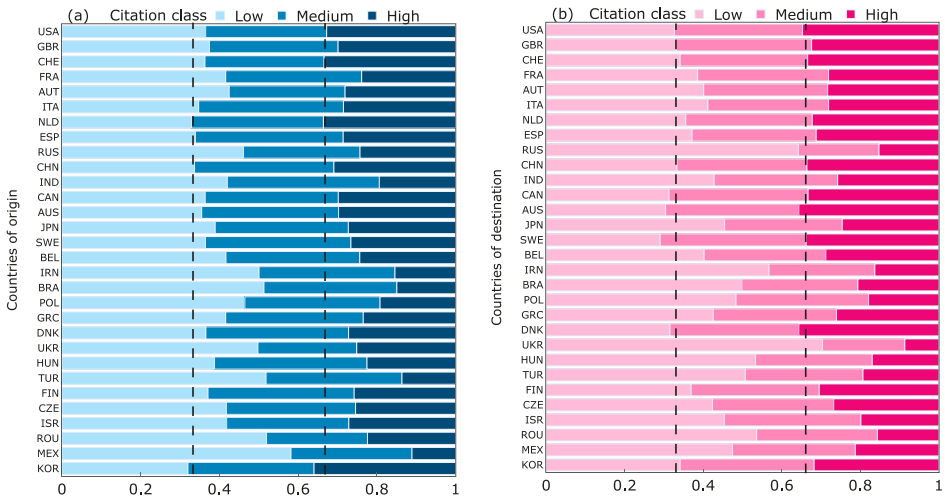 (a) Citation class Low Medium High
Countries of origin
USA
GBR
CHE
FRA
AUT
ITA
NLD
ESP
RUS
CHN
IND
CAN
AUS
JPN
SWE
BEL
IRN
BRA
POL
GRC
DNK
UKR
HUN
TUR
FIN
CZE
ISR
ROU
MEX
KOR
0 0.2 0.4 0.6 0.8 1
(b) Citation class Low Medium High
Countries of destination
USA
GBR
CHE
FRA
AUT
ITA
NLD
ESP
RUS
CHN
IND
CAN
AUS
JPN
SWE
BEL
IRN
BRA
POL
GRC
DNK
UKR
HUN
TUR
FIN
CZE
ISR
ROU
MEX
KOR
0 0.2 0.4 0.6 0.8 1